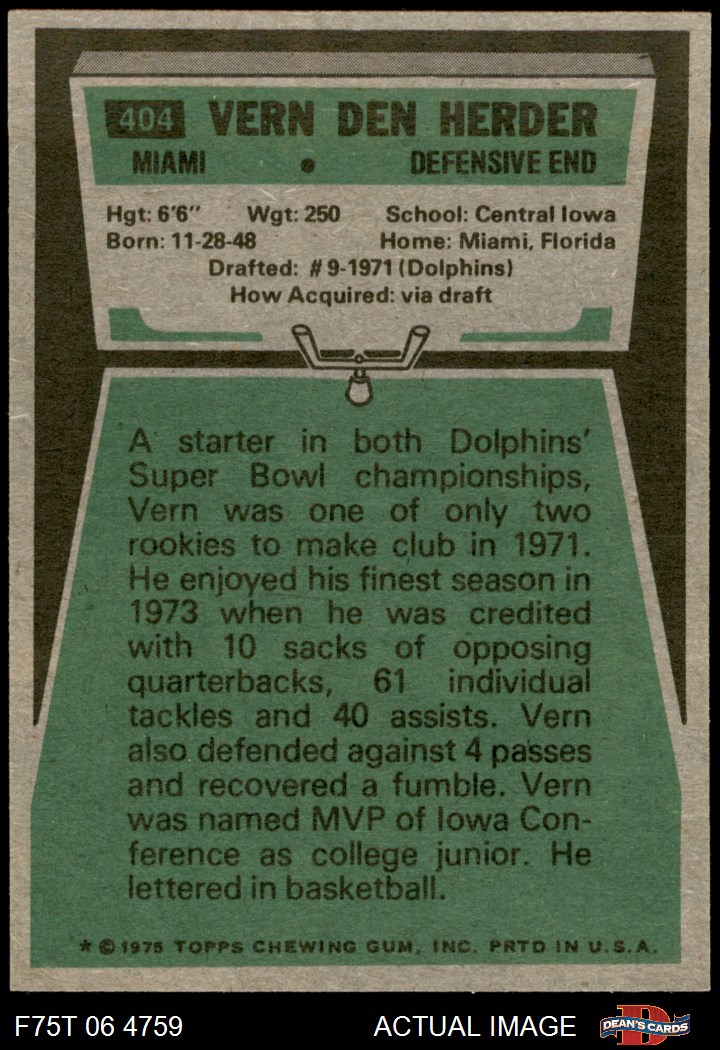 404 VERN DEN HERDER
MIAMI • DEFENSIVE END
Hgt: 6'6" Wgt: 250 School: Central Iowa
Born: 11-28-48 Home: Miami, Florida
Drafted: #9-1971 (Dolphins)
How Acquired: via draft
A starter in both Dolphins'
Super Bowl championships,
Vern was one of only two
rookies to make club in 1971.
He enjoyed his finest season in
1973 when he was credited
with 10 sacks of opposing
quarterbacks, 61 individual
tackles and 40 assists. Vern
also defended against 4 passes
and recovered a fumble. Vern
was named MVP of Iowa Con-
ference as college junior. He
lettered in basketball.
* © 1975 TOPPS CHEWING GUM, INC. PRTD IN U.S.A.
F75T 06 4759 ACTUAL IMAGE D DEAN'S CARDS